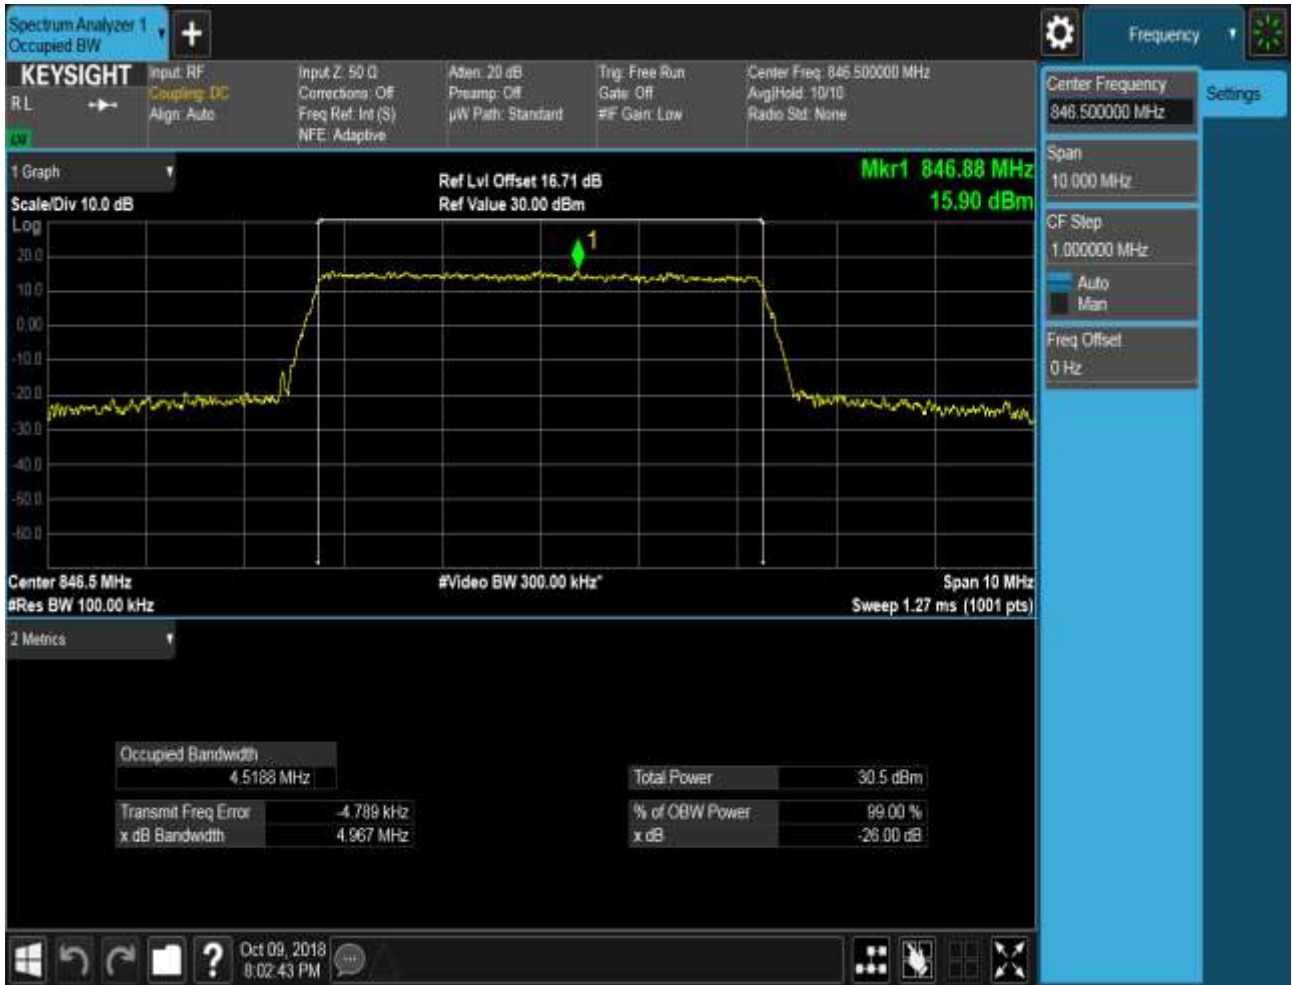 Spectrum Analyzer 1
Occupied BW
Frequency
KEYSIGHT
RL
Input: RF
Coupling: DC
Align: Auto
Input Z: 50 Ω
Corrections: Off
Freq Ref: Int (S)
NFE: Adaptive
Atten: 20 dB
Preamp: Off
µW Path: Standard
Trig: Free Run
Gate: Off
#IF Gain: Low
Center Freq: 846.500000 MHz
Avg|Hold: 10/10
Radio Std: None
Center Frequency
846.500000 MHz
Settings
Span
10.000 MHz
CF Step
1.000000 MHz
Auto
Man
Freq Offset
0 Hz
1 Graph
Scale/Div 10.0 dB
Ref Lvl Offset 16.71 dB
Ref Value 30.00 dBm
Mkr1 846.88 MHz
15.90 dBm
Log
1
20.0
10.0
0.00
-10.0
-20.0
-30.0
-40.0
-50.0
-60.0
Center 846.5 MHz
#Res BW 100.00 kHz
#Video BW 300.00 kHz*
Span 10 MHz
Sweep 1.27 ms (1001 pts)
2 Metrics
Occupied Bandwidth
4.5188 MHz
Transmit Freq Error -4.789 kHz
x dB Bandwidth 4.967 MHz
Total Power 30.5 dBm
% of OBW Power 99.00 %
x dB -26.00 dB
?
Oct 09, 2018
8:02:43 PM